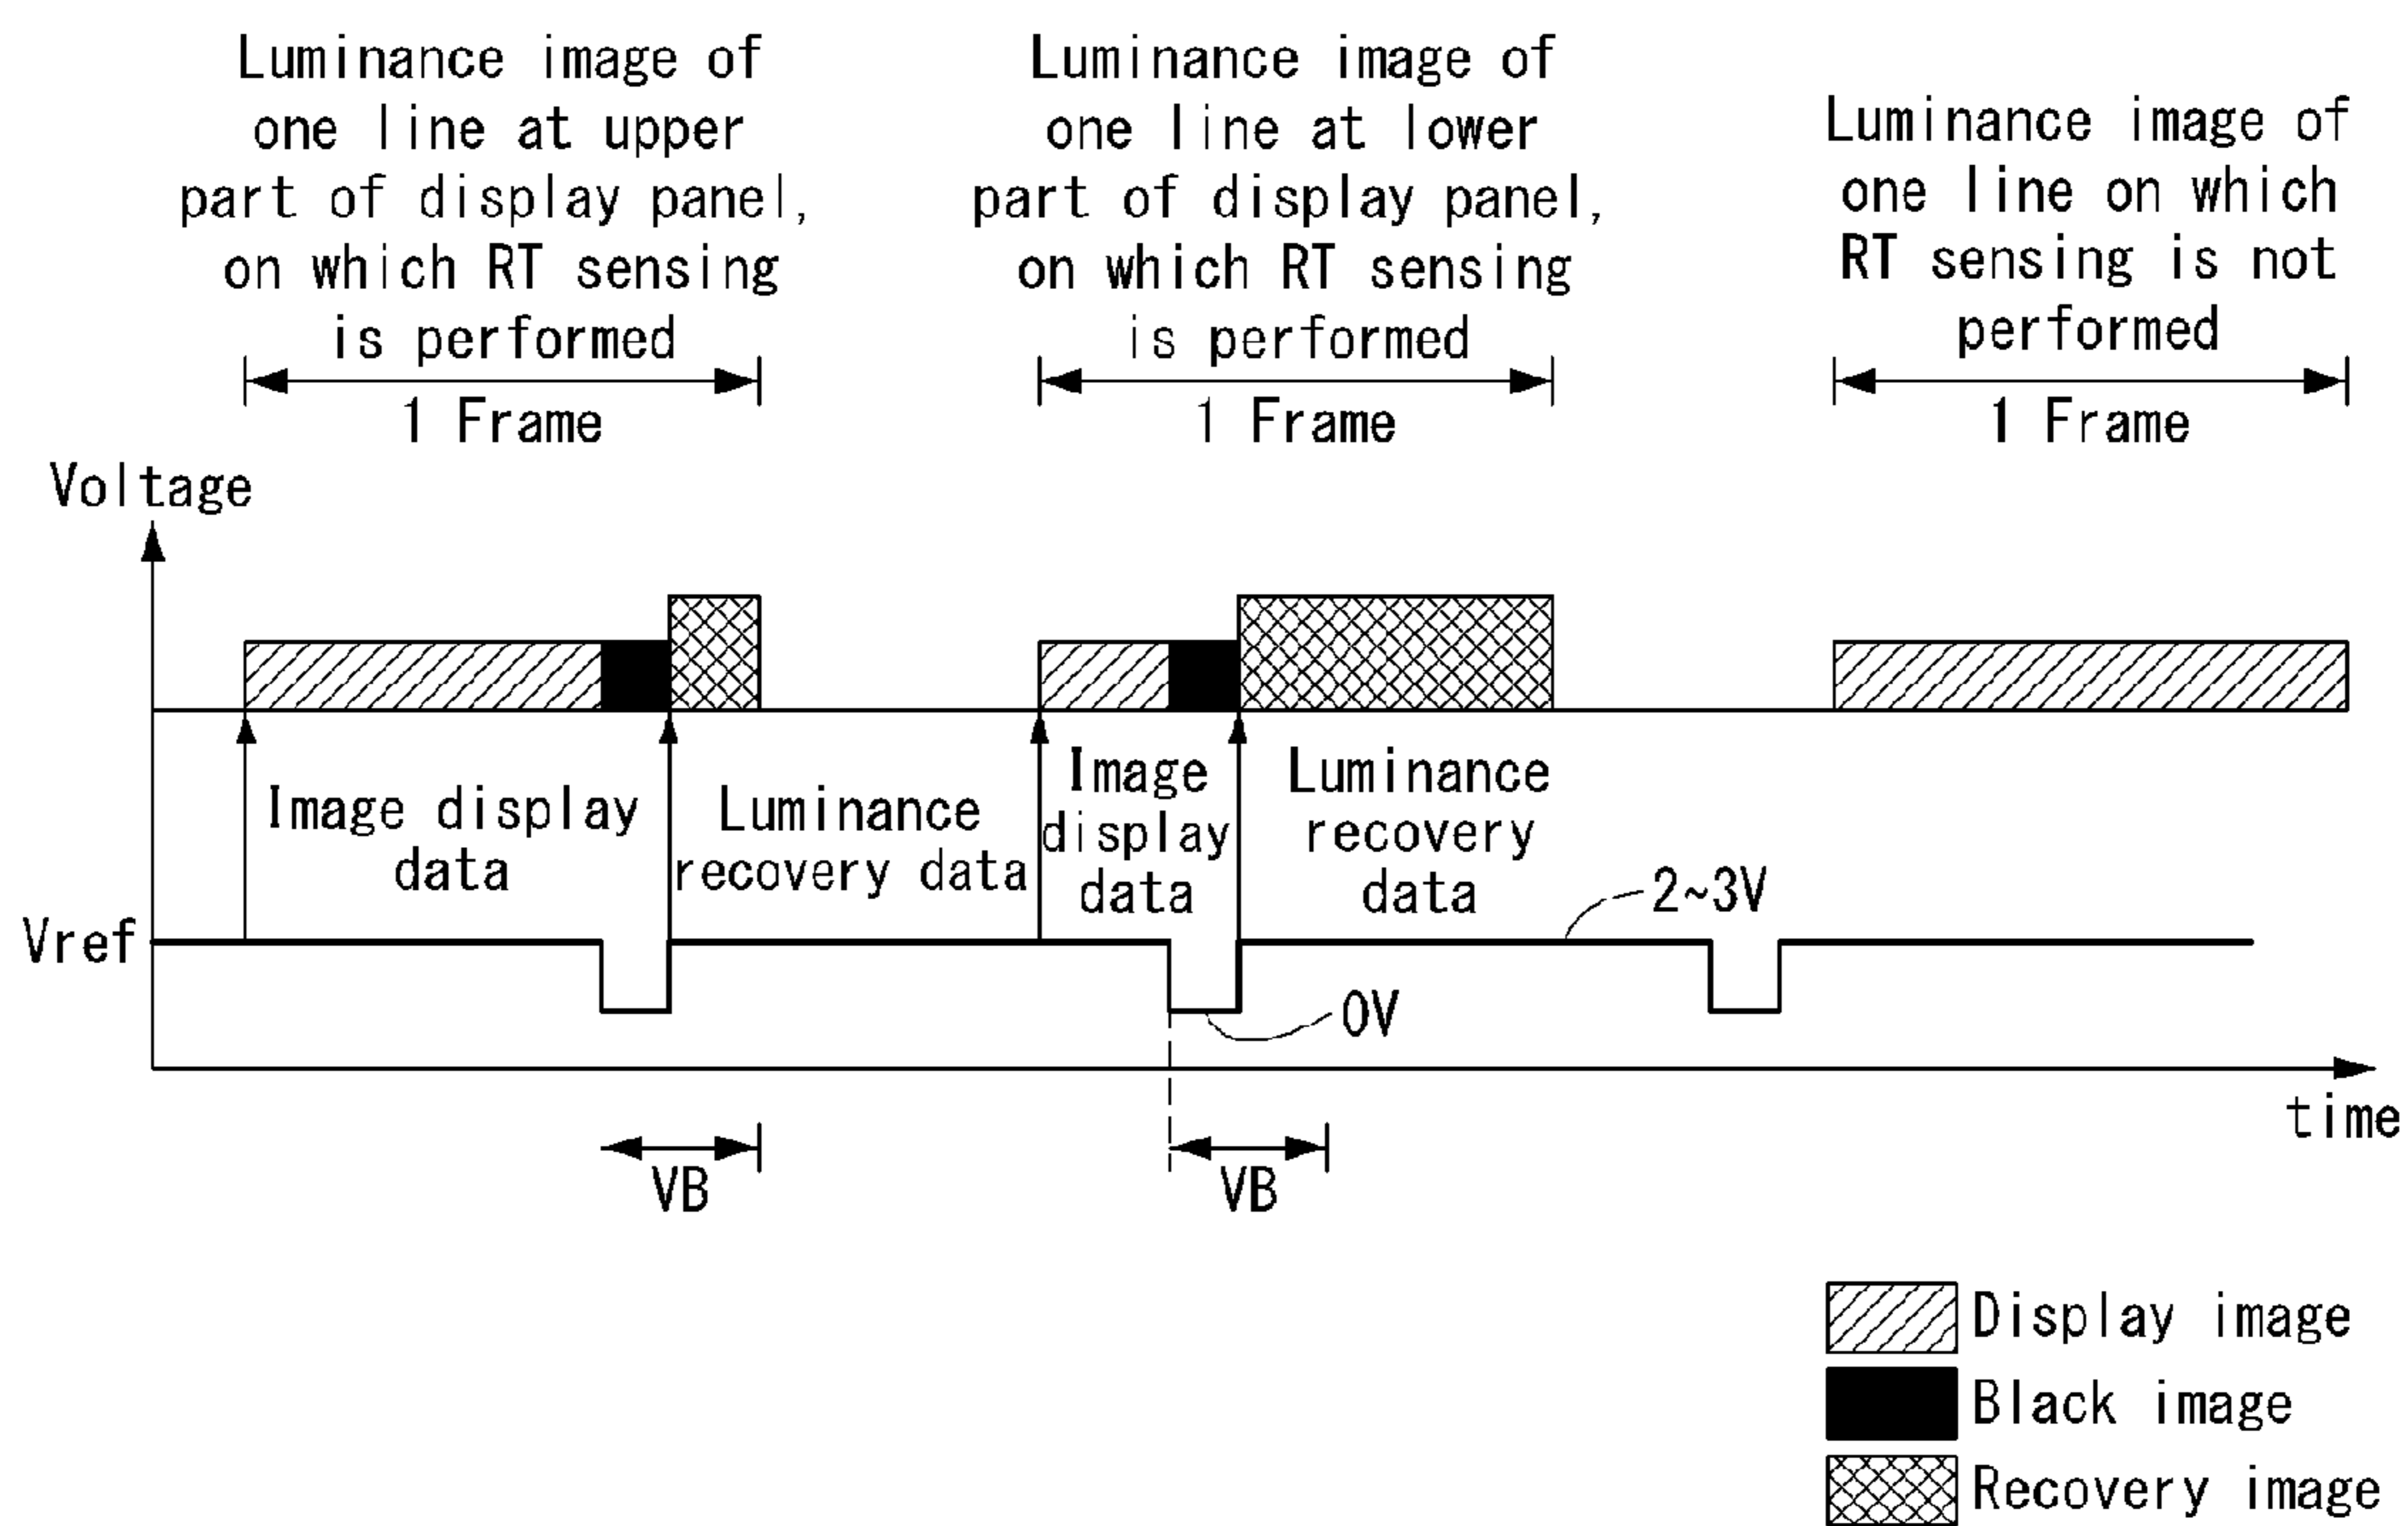 Luminance image of
one line at upper
part of display panel,
on which RT sensing
is performed
1 Frame
Luminance image of
one line at lower
part of display panel,
on which RT sensing
is performed
1 Frame
Luminance image of
one line on which
RT sensing is not
performed
1 Frame
Voltage
Image display
data
Luminance
recovery data
Image
display
data
Luminance
recovery
data
2~3V
Vref
0V
time
VB
VB
Display image
Black image
Recovery image